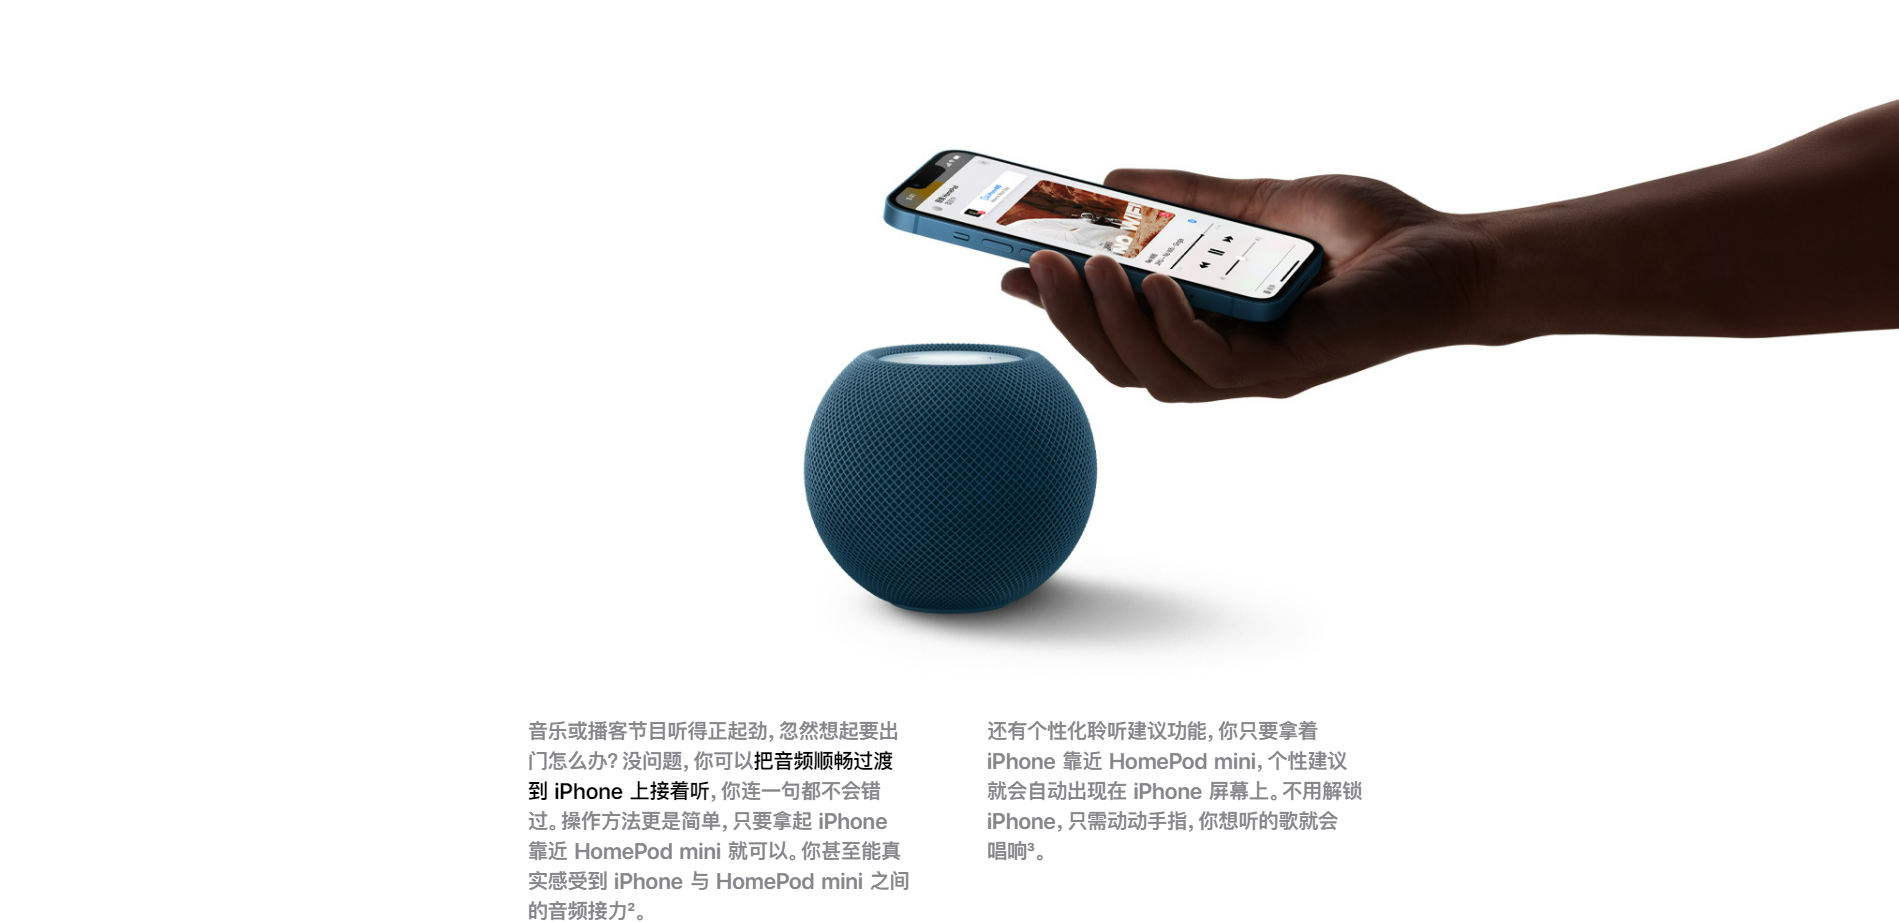 NO WEI
音乐或播客节目听得正起劲，忽然想起要出
门怎么办？没问题，你可以把音频顺畅过渡
到 iPhone 上接着听，你连一句都不会错
过。操作方法更是简单，只要拿起 iPhone
靠近 HomePod mini 就可以。你甚至能真
实感受到 iPhone 与 HomePod mini 之间
的音频接力²。
还有个性化聆听建议功能，你只要拿着
iPhone 靠近 HomePod mini，个性建议
就会自动出现在 iPhone 屏幕上。不用解锁
iPhone，只需动动手指，你想听的歌就会
唱响³。